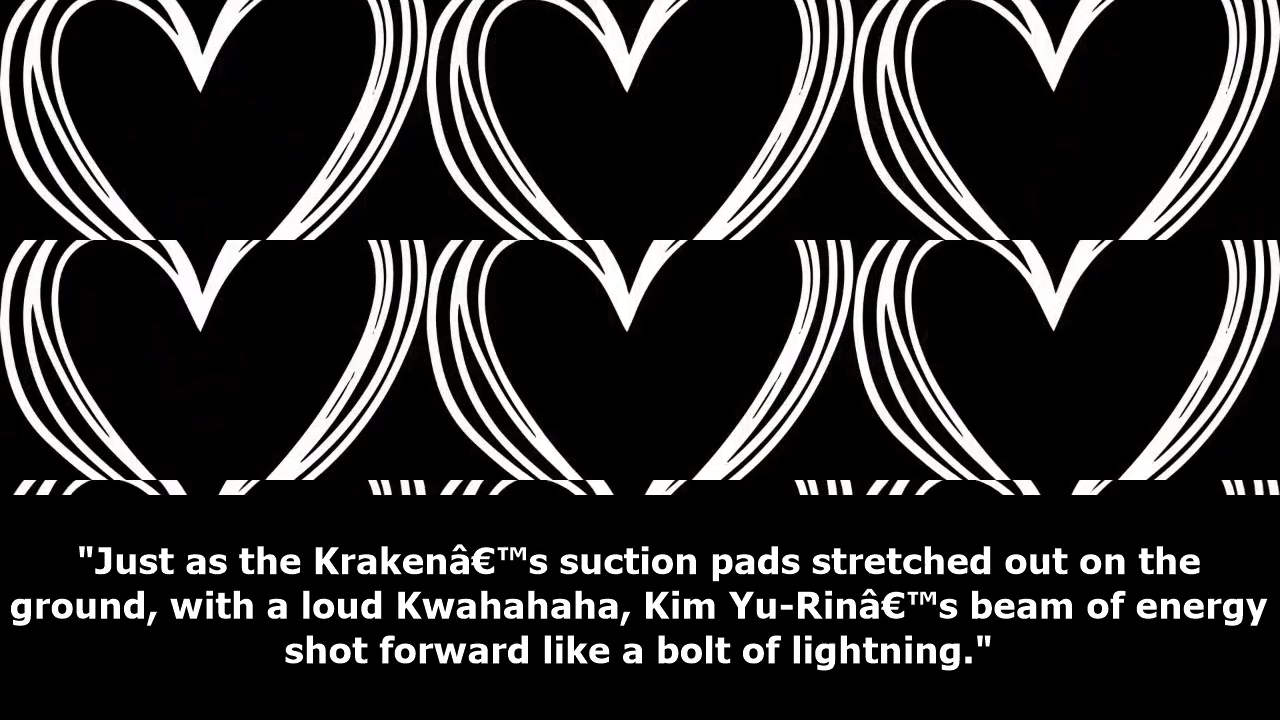 "Just as the Krakenâ€™s suction pads stretched out on the
ground, with a loud Kwahahaha, Kim Yu-Rinâ€™s beam of energy
shot forward like a bolt of lightning."